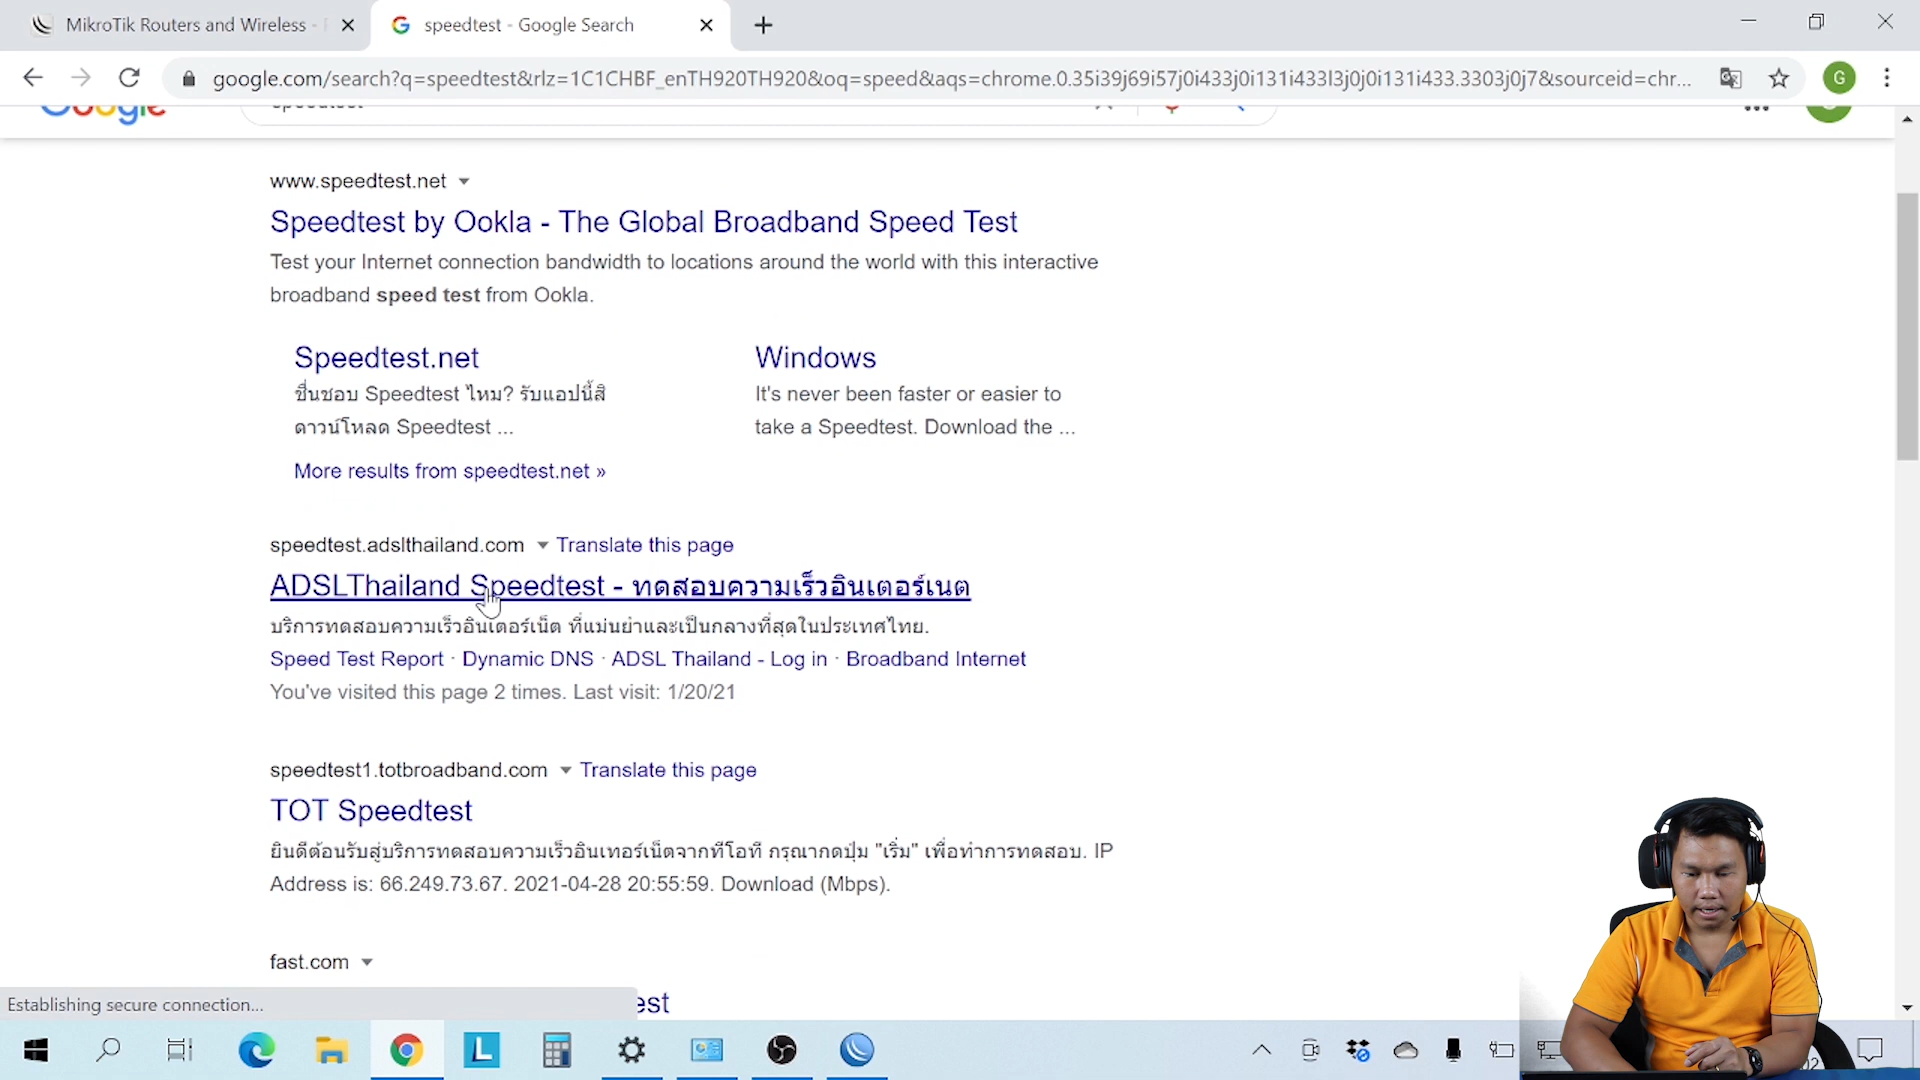 MikroTik Routers and Wireless -
speedtest - Google Search
google.com/search?q=speedtest&rlz=1C1CHBF_enTH920TH920&oq=speed&aqs=chrome.0.35i39j69i57j0i433j0i131i433l3j0j0i131i433.3303j0j7&sourceid=chr...
G
Google
speedtest
www.speedtest.net
Speedtest by Ookla - The Global Broadband Speed Test
Test your Internet connection bandwidth to locations around the world with this interactive
broadband speed test from Ookla.
Speedtest.net
ชื่นชอบ Speedtest ไหม? รับแอปนี้สิ
ดาวน์โหลด Speedtest ...
Windows
It's never been faster or easier to
take a Speedtest. Download the ...
More results from speedtest.net »
speedtest.adslthailand.com Translate this page
ADSLThailand Speedtest - ทดสอบความเร็วอินเตอร์เนต
บริการทดสอบความเร็วอินเตอร์เน็ต ที่แม่นยำและเป็นกลางที่สุดในประเทศไทย.
Speed Test Report · Dynamic DNS · ADSL Thailand - Log in · Broadband Internet
You've visited this page 2 times. Last visit: 1/20/21
speedtest1.totbroadband.com Translate this page
TOT Speedtest
ยินดีต้อนรับสู่บริการทดสอบความเร็วอินเทอร์เน็ตจากทีโอที กรุณากดปุ่ม "เริ่ม" เพื่อทำการทดสอบ. IP
Address is: 66.249.73.67. 2021-04-28 20:55:59. Download (Mbps).
fast.com
est
Establishing secure connection...